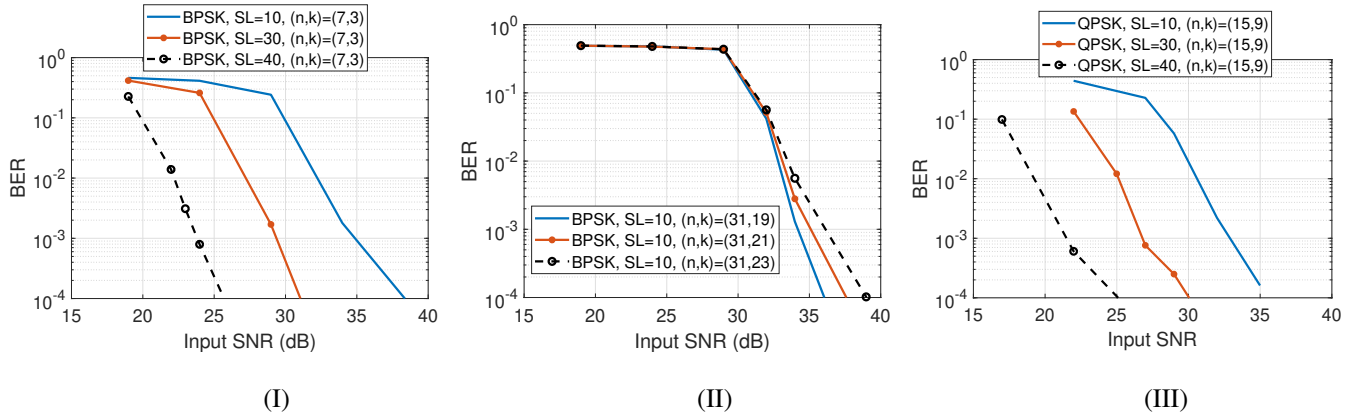 BPSK, SL=10, (n,k)=(7,3)
BPSK, SL=30, (n,k)=(7,3)
BPSK, SL=40, (n,k)=(7,3)
10^0
10^-1
10^-2
10^-3
10^-4
BER
15 20 25 30 35 40
Input SNR (dB)
(I)
10^0
10^-1
10^-2
10^-3
10^-4
BER
BPSK, SL=10, (n,k)=(31,19)
BPSK, SL=10, (n,k)=(31,21)
BPSK, SL=10, (n,k)=(31,23)
15 20 25 30 35 40
Input SNR (dB)
(II)
QPSK, SL=10, (n,k)=(15,9)
QPSK, SL=30, (n,k)=(15,9)
QPSK, SL=40, (n,k)=(15,9)
10^0
10^-1
10^-2
10^-3
10^-4
BER
15 20 25 30 35 40
Input SNR
(III)